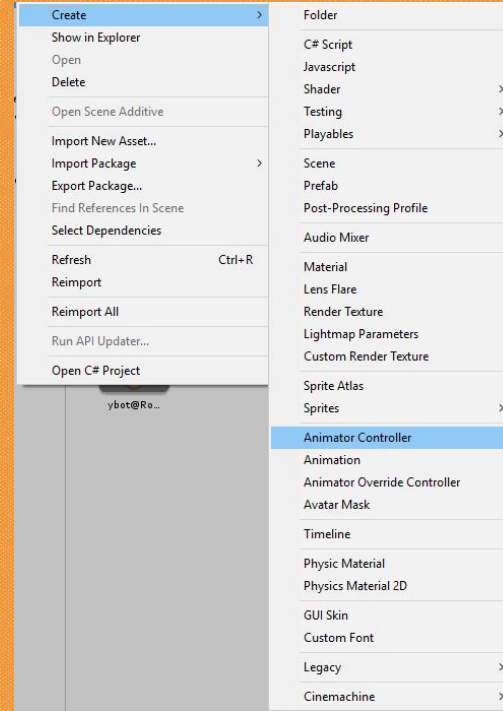 Create
Show in Explorer
Open
Delete
Open Scene Additive
Import New Asset...
Import Package
Export Package...
Find References In Scene
Select Dependencies
Refresh Ctrl+R
Reimport
Reimport All
Run API Updater...
Open C# Project
ybot@Ro...
Folder
C# Script
Javascript
Shader
Testing
Playables
Scene
Prefab
Post-Processing Profile
Audio Mixer
Material
Lens Flare
Render Texture
Lightmap Parameters
Custom Render Texture
Sprite Atlas
Sprites
Animator Controller
Animation
Animator Override Controller
Avatar Mask
Timeline
Physic Material
Physics Material 2D
GUI Skin
Custom Font
Legacy
Cinemachine